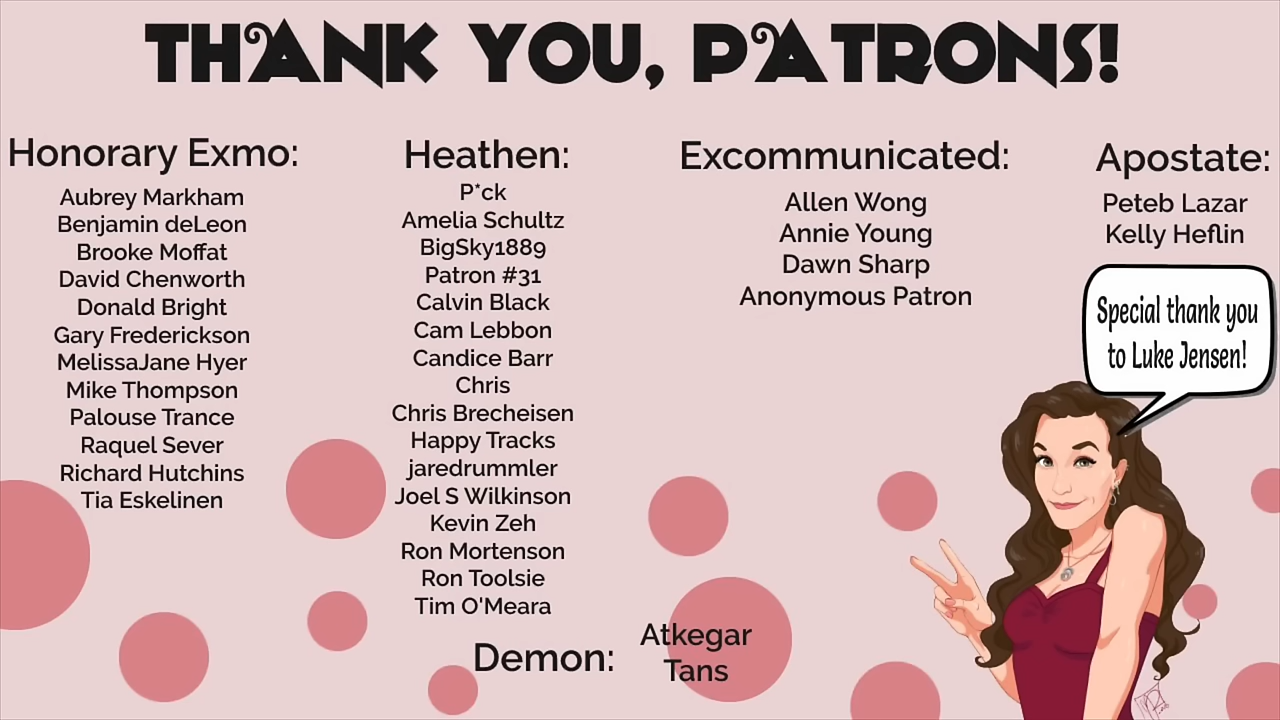 THANK YOU, PATRONS!
Honorary Exmo:
Aubrey Markham
Benjamin deLeon
Brooke Moffat
David Chenworth
Donald Bright
Gary Frederickson
MelissaJane Hyer
Mike Thompson
Palouse Trance
Raquel Sever
Richard Hutchins
Tia Eskelinen
Heathen:
P*ck
Amelia Schultz
BigSky1889
Patron #31
Calvin Black
Cam Lebbon
Candice Barr
Chris
Chris Brecheisen
Happy Tracks
jaredrummler
Joel S Wilkinson
Kevin Zeh
Ron Mortenson
Ron Toolsie
Tim O'Meara
Excommunicated:
Allen Wong
Annie Young
Dawn Sharp
Anonymous Patron
Apostate:
Peteb Lazar
Kelly Heflin
Special thank you
to Luke Jensen!
Demon:
Atkegar
Tans